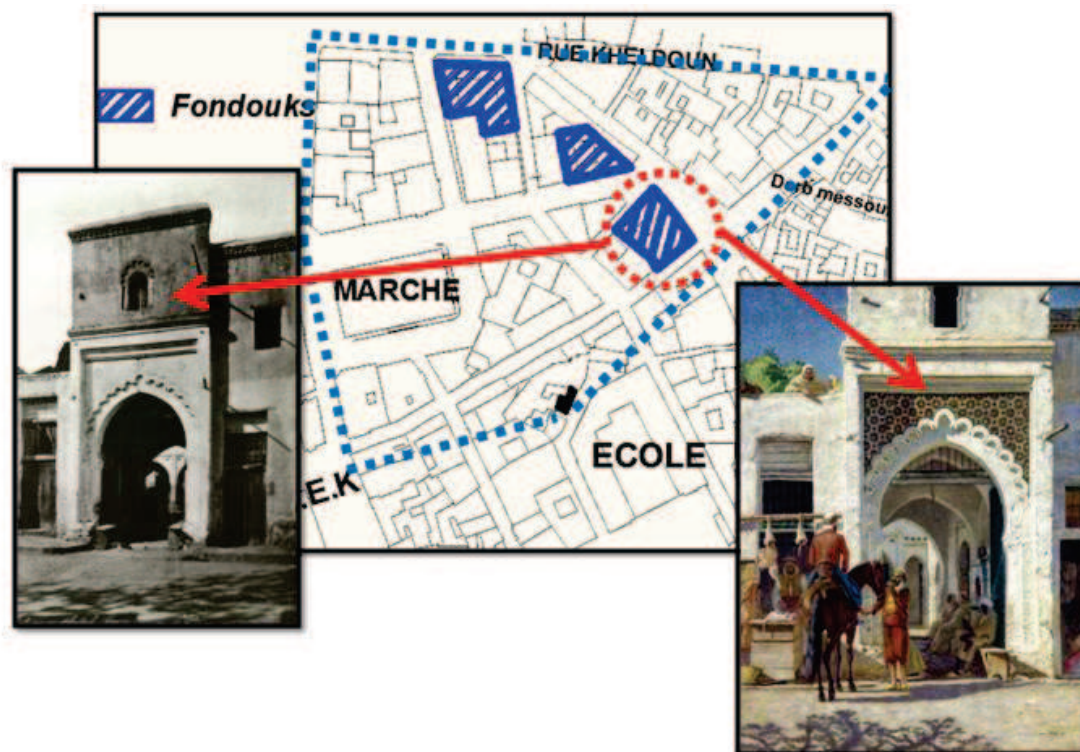 RUE KHELDOUN
Fondouks
Derb messou
MARCHE
ECOLE
.E.K